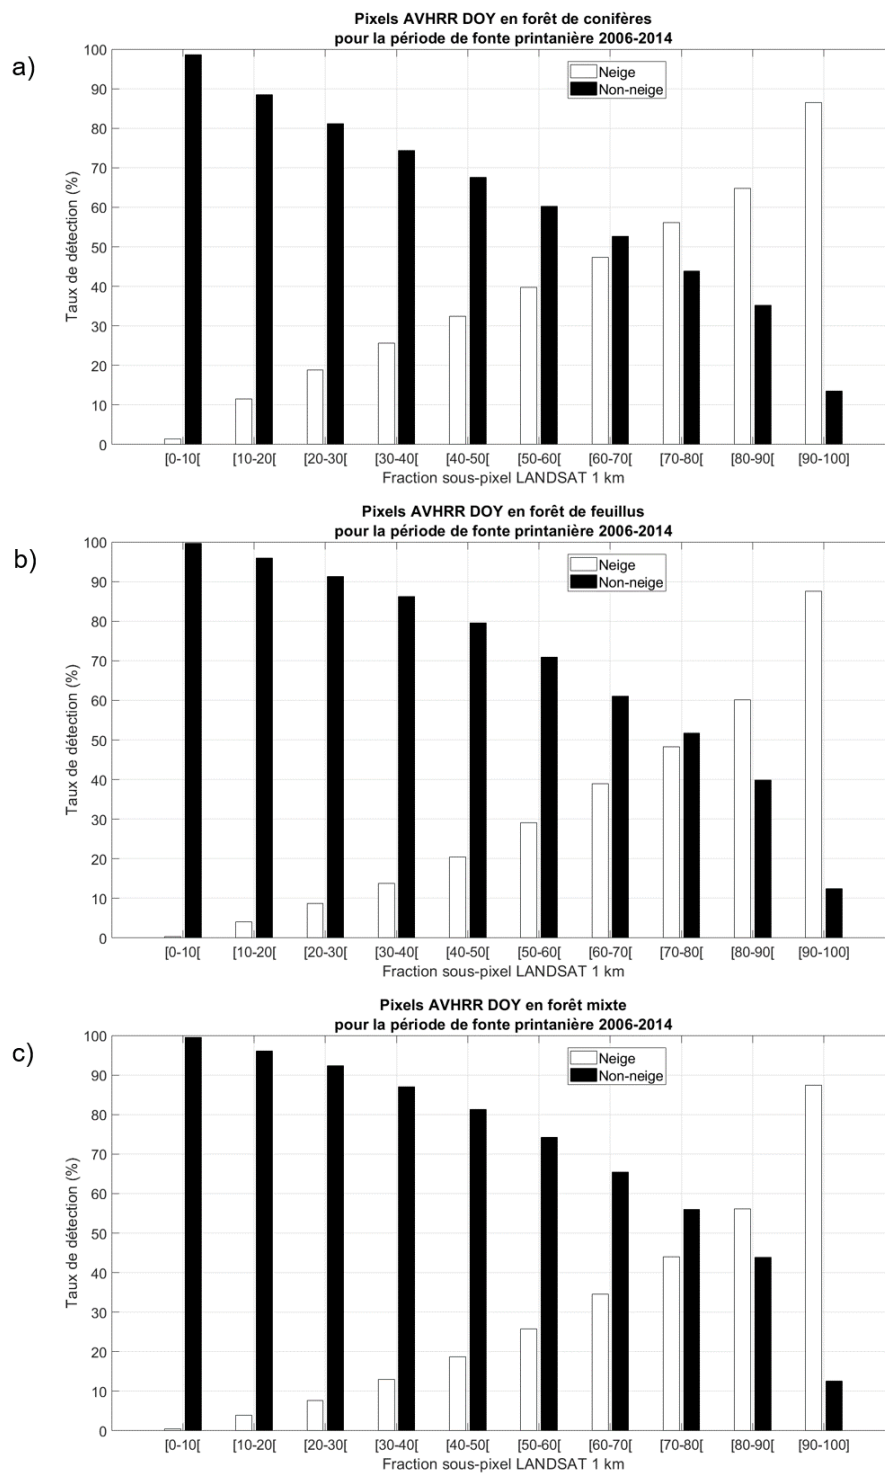 a)
Pixels AVHRR DOY en forêt de conifères
pour la période de fonte printanière 2006-2014
Neige
Non-neige
Taux de détection (%)
100
90
80
70
60
50
40
30
20
10
0
[0-10[ [10-20[ [20-30[ [30-40[ [40-50[ [50-60[ [60-70[ [70-80[ [80-90[ [90-100]
Fraction sous-pixel LANDSAT 1 km
b)
Pixels AVHRR DOY en forêt de feuillus
pour la période de fonte printanière 2006-2014
Neige
Non-neige
Taux de détection (%)
100
90
80
70
60
50
40
30
20
10
0
[0-10[ [10-20[ [20-30[ [30-40[ [40-50[ [50-60[ [60-70[ [70-80[ [80-90[ [90-100]
Fraction sous-pixel LANDSAT 1 km
c)
Pixels AVHRR DOY en forêt mixte
pour la période de fonte printanière 2006-2014
Neige
Non-neige
Taux de détection (%)
100
90
80
70
60
50
40
30
20
10
0
[0-10[ [10-20[ [20-30[ [30-40[ [40-50[ [50-60[ [60-70[ [70-80[ [80-90[ [90-100]
Fraction sous-pixel LANDSAT 1 km